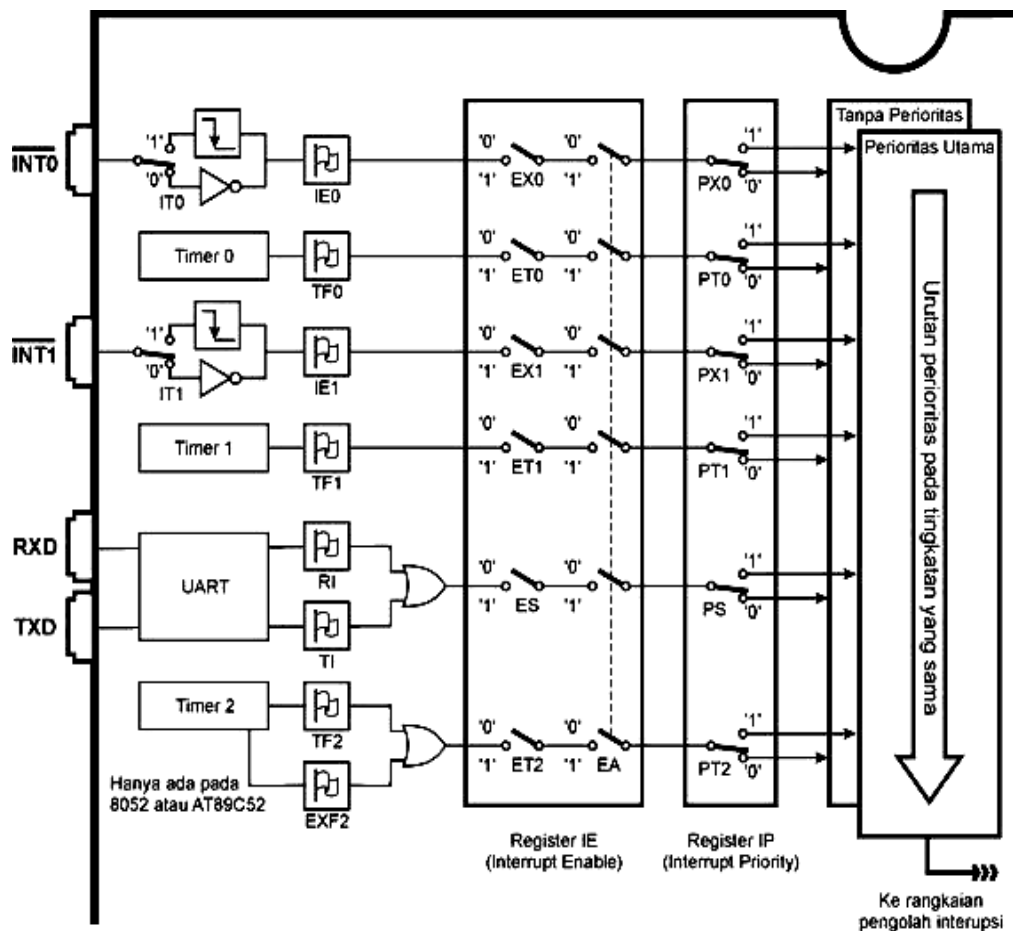 Tanpa Perioritas
Perioritas Utama
INT0
'1'
'0'
IT0
IE0
'0'
'1'
EX0
'0'
'1'
PX0
'1'
'0'
Timer 0
TF0
'0'
'1'
ET0
'0'
'1'
PT0
'1'
'0'
INT1
'1'
'0'
IT1
IE1
'0'
'1'
EX1
'0'
'1'
PX1
'1'
'0'
Timer 1
TF1
'0'
'1'
ET1
'0'
'1'
PT1
'1'
'0'
RXD
TXD
UART
RI
TI
'0'
'1'
ES
'0'
'1'
PS
'1'
'0'
Timer 2
TF2
EXF2
'0'
'1'
ET2
'0'
'1'
EA
PT2
'1'
'0'
Hanya ada pada
8052 atau AT89C52
Urutan perioritas pada tingkatan yang sama
Register IE
(Interrupt Enable)
Register IP
(Interrupt Priority)
Ke rangkaian
pengolah interupsi